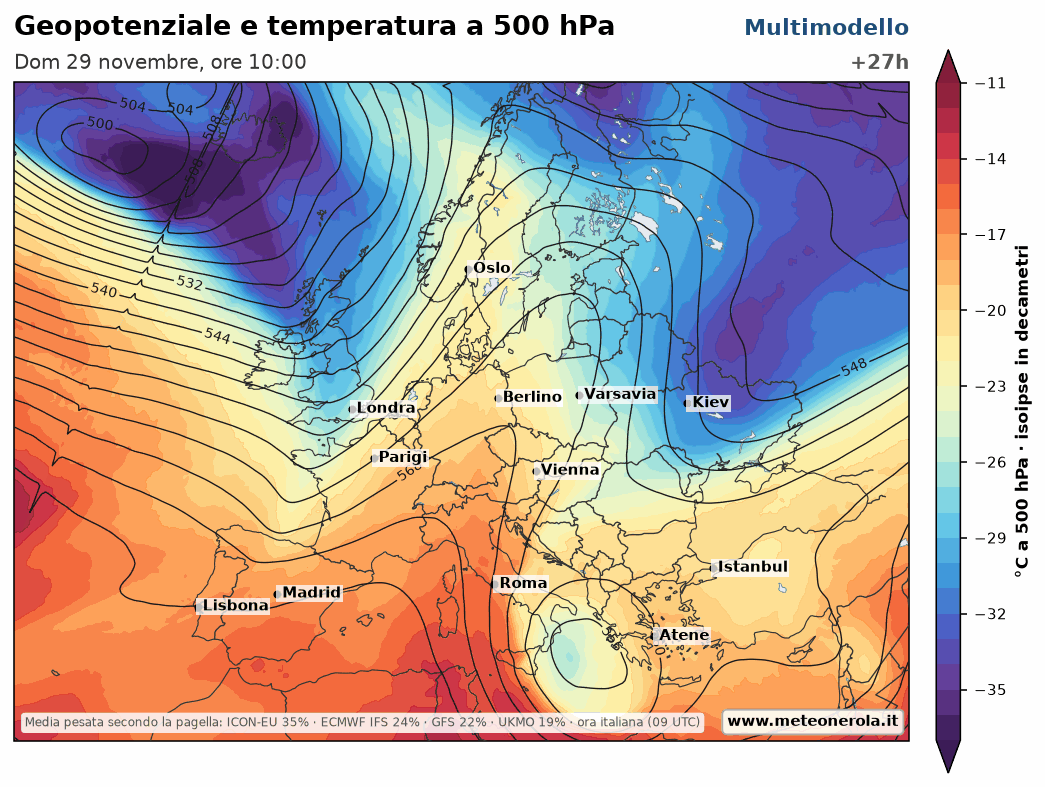 Geopotenziale e temperatura a 500 hPa
Multimodello
Dom 29 novembre, ore 10:00
+27h
504
504
500
508
508
532
540
544
548
Oslo
Berlino
Varsavia
Kiev
Londra
Parigi
560
Vienna
Istanbul
Roma
Madrid
Lisbona
Atene
Media pesata secondo la pagella: ICON-EU 35% · ECMWF IFS 24% · GFS 22% · UKMO 19% · ora italiana (09 UTC)
www.meteonerola.it
−11
−14
−17
−20
−23
−26
−29
−32
−35
°C a 500 hPa · isoipse in decametri